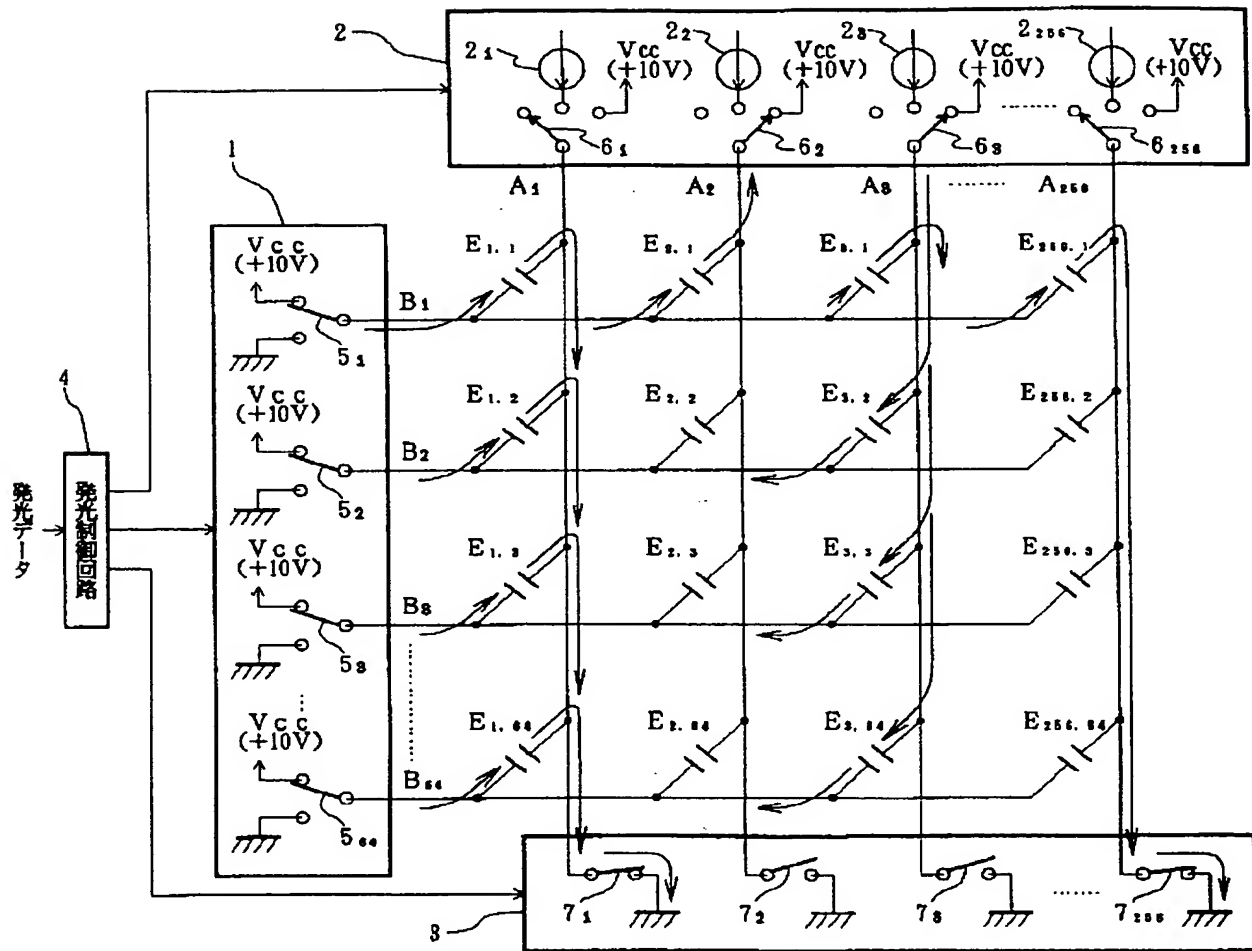 2
2₁
Vcc
(+10V)
2₂
Vcc
(+10V)
2₃
Vcc
(+10V)
2₂₅₆
Vcc
(+10V)
6₁
6₂
6₃
6₂₅₆
1
A₁
A₂
A₃
A₂₅₆
Vcc
(+10V)
B₁
5₁
E₁,₁
E₂,₁
E₃,₁
E₂₅₆,₁
4
発光データ
発光制御回路
Vcc
(+10V)
B₂
5₂
E₁,₂
E₂,₂
E₃,₂
E₂₅₆,₂
Vcc
(+10V)
B₃
5₃
E₁,₃
E₂,₃
E₃,₃
E₂₅₆,₃
Vcc
(+10V)
B₆₄
5₆₄
E₁,₆₄
E₂,₆₄
E₃,₆₄
E₂₅₆,₆₄
3
7₁
7₂
7₃
7₂₅₆